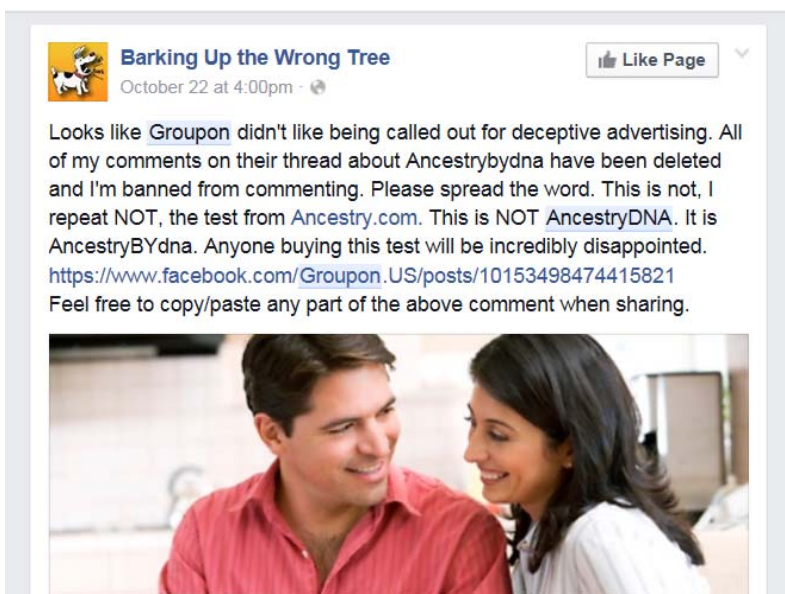 Barking Up the Wrong Tree
Like Page
October 22 at 4:00pm ·
Looks like Groupon didn't like being called out for deceptive advertising. All
of my comments on their thread about Ancestrybydna have been deleted
and I'm banned from commenting. Please spread the word. This is not, I
repeat NOT, the test from Ancestry.com. This is NOT AncestryDNA. It is
AncestryBYdna. Anyone buying this test will be incredibly disappointed.
https://www.facebook.com/Groupon.US/posts/10153498474415821
Feel free to copy/paste any part of the above comment when sharing.